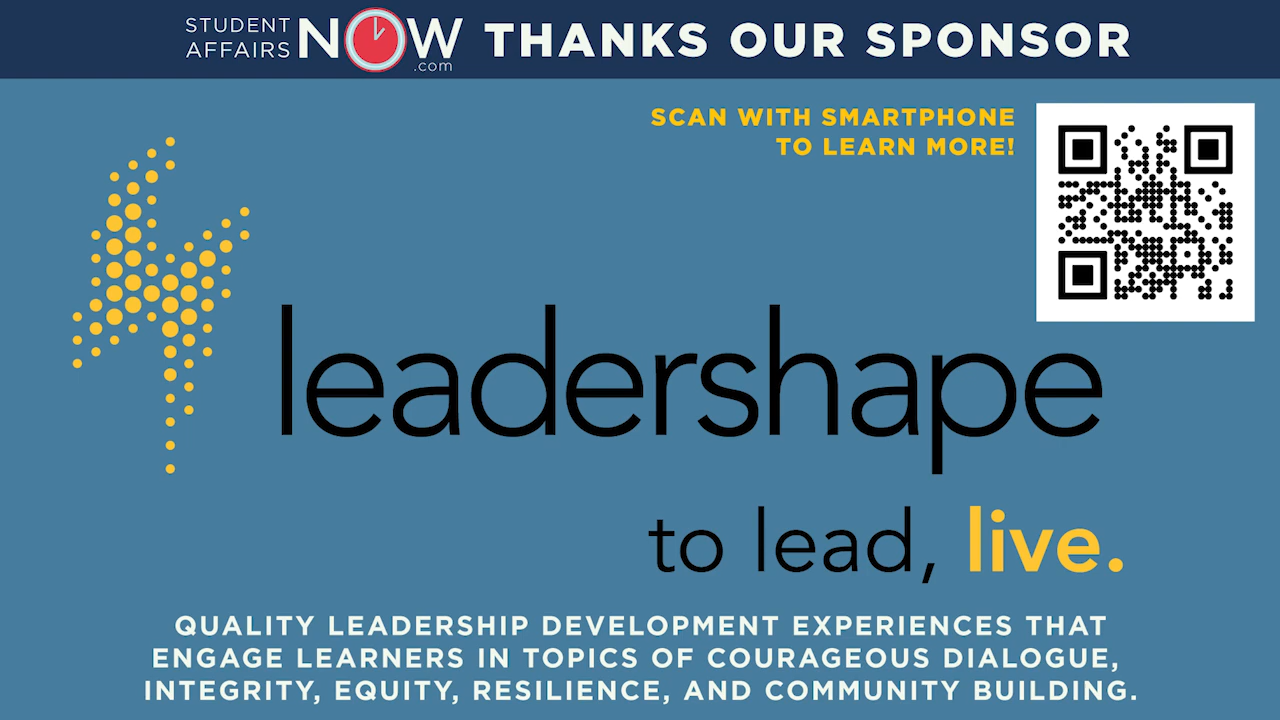 STUDENT AFFAIRS NOW.com THANKS OUR SPONSOR
SCAN WITH SMARTPHONE
TO LEARN MORE!
leadershape
to lead, live.
QUALITY LEADERSHIP DEVELOPMENT EXPERIENCES THAT
ENGAGE LEARNERS IN TOPICS OF COURAGEOUS DIALOGUE,
INTEGRITY, EQUITY, RESILIENCE, AND COMMUNITY BUILDING.